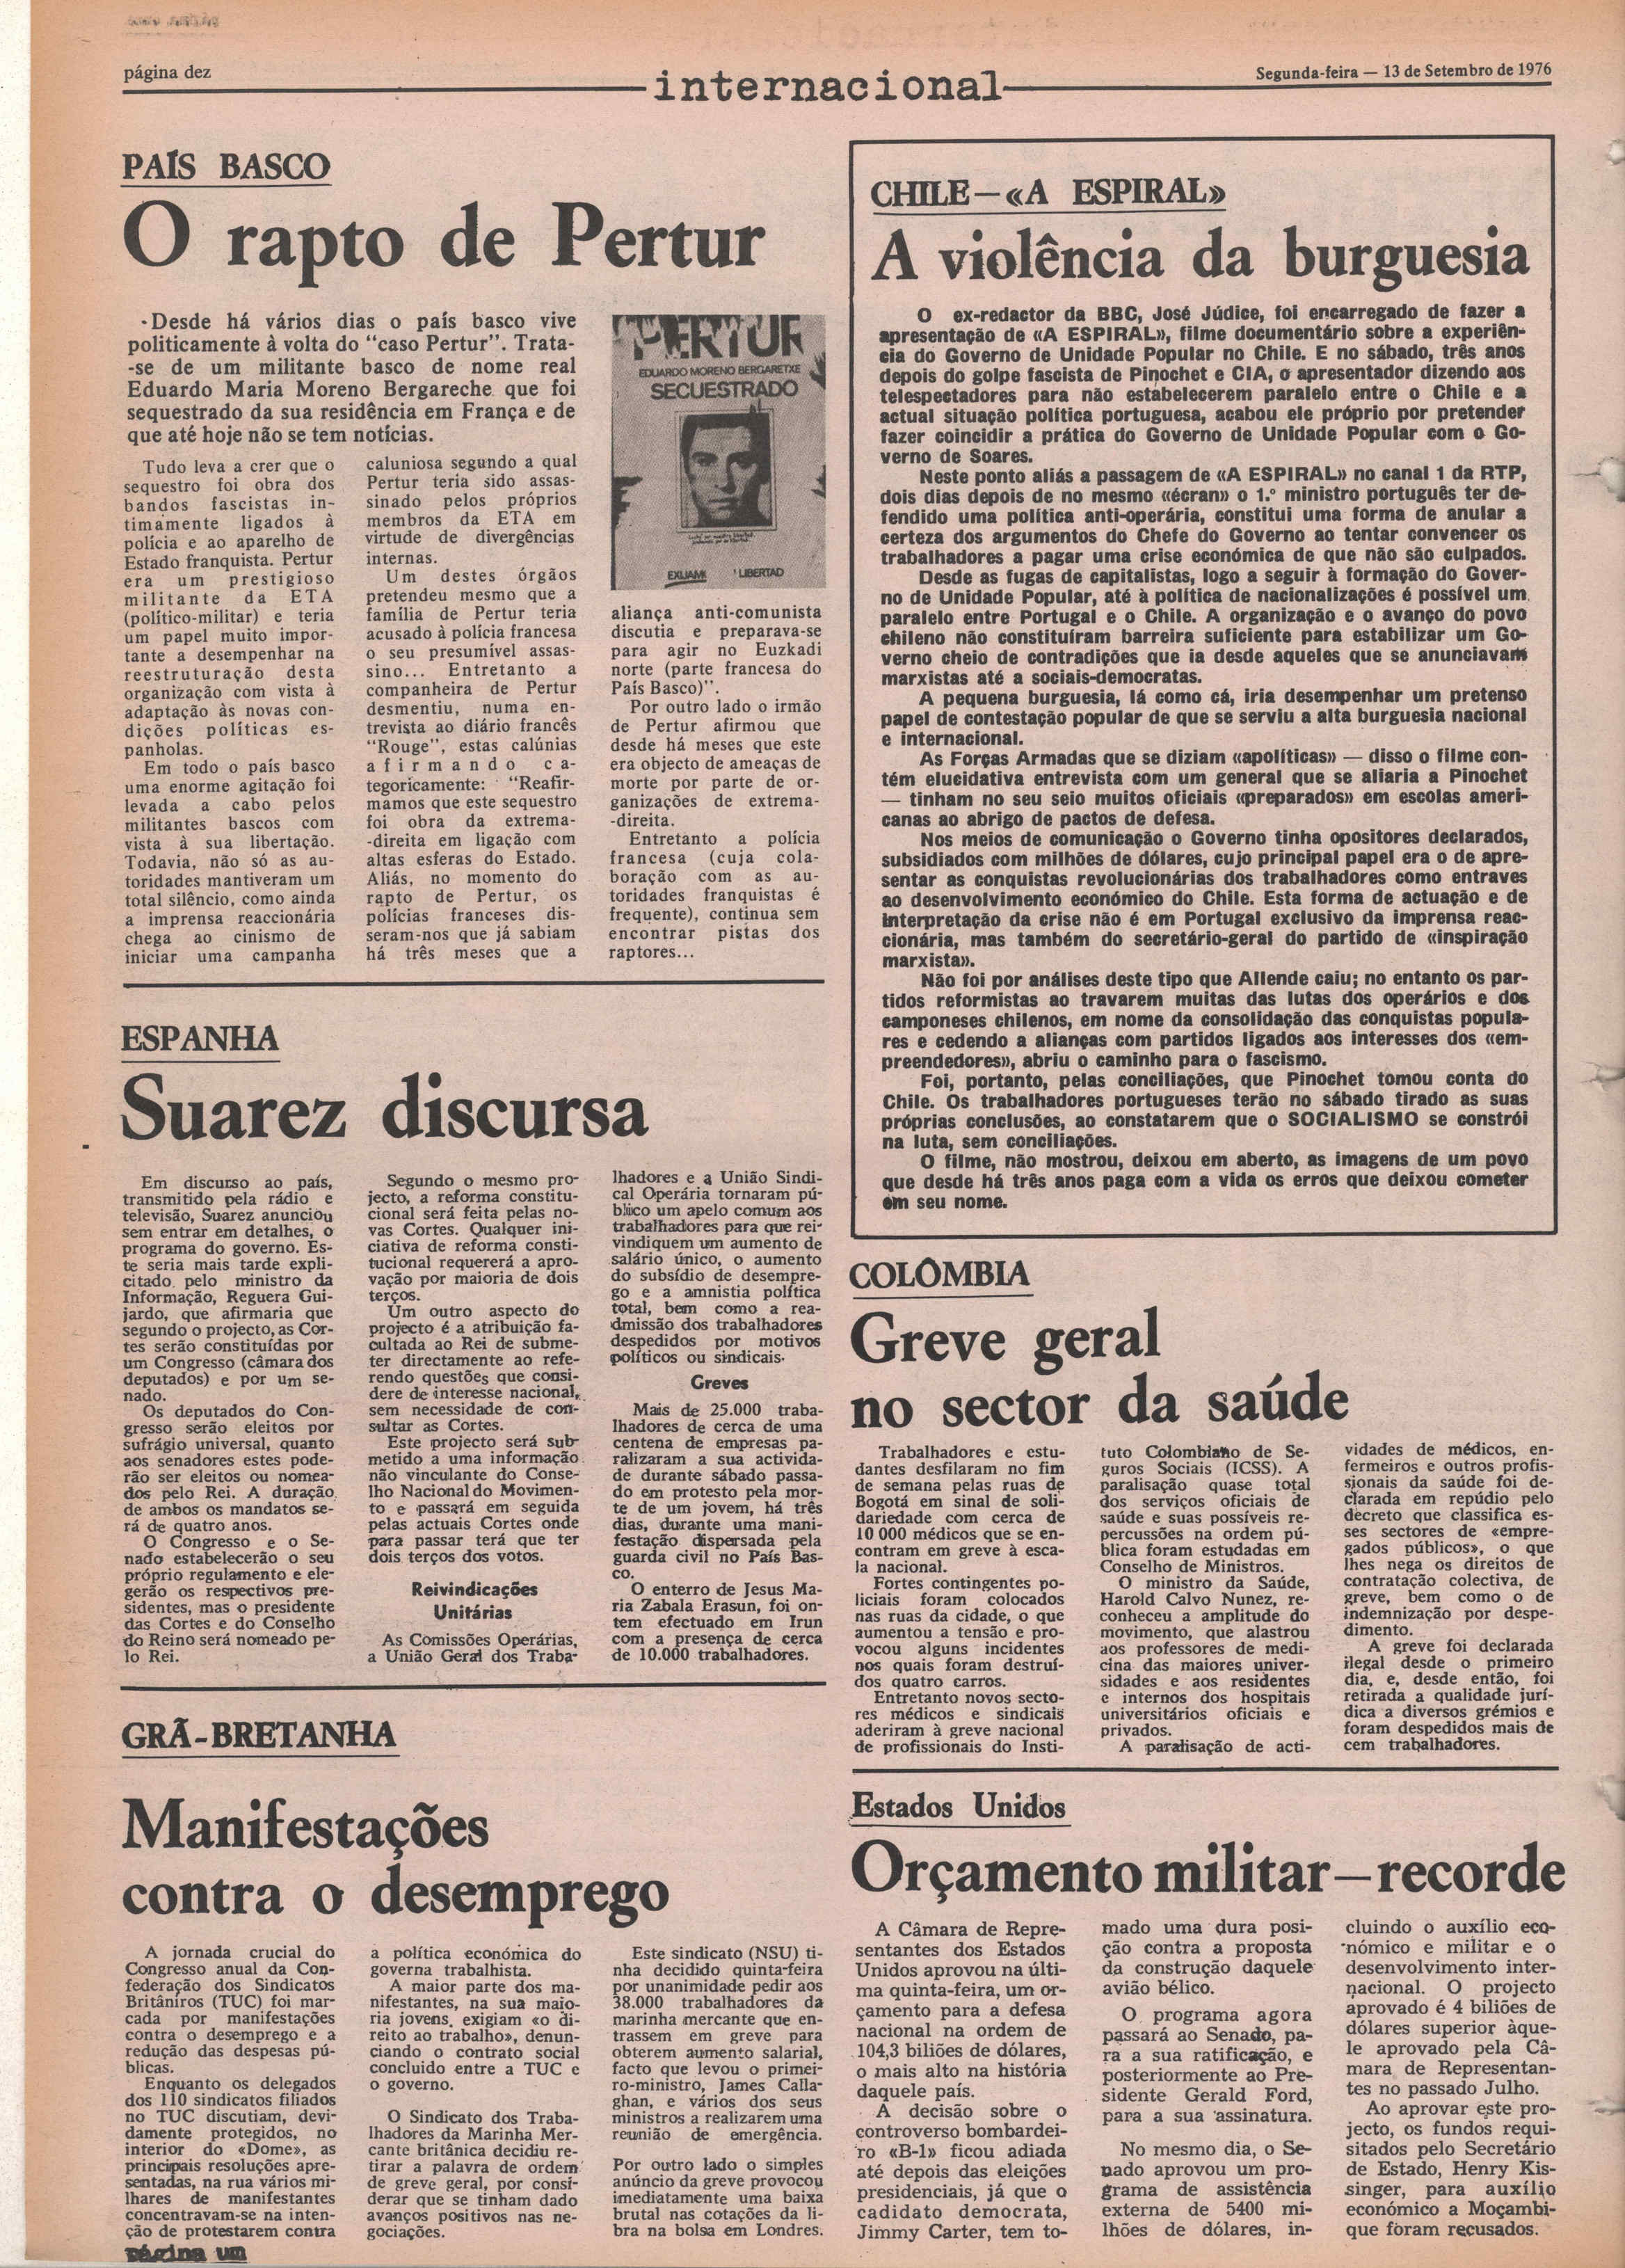 página dez
internacional
Segunda-feira — 13 de Setembro de 1976
PAÍS BASCO
O rapto de Pertur
Desde há vários dias o país basco vive
politicamente à volta do "caso Pertur". Trata-
-se de um militante basco de nome real
Eduardo Maria Moreno Bergareche que foi
sequestrado da sua residência em França e de
que até hoje não se tem notícias.
Tudo leva a crer que o
sequestro foi obra dos
bandos fascistas in-
timamente ligados à
polícia e ao aparelho de
Estado franquista. Pertur
era um prestigioso
militante da ETA
(político-militar) e teria
um papel muito impor-
tante a desempenhar na
reestruturação desta
organização com vista à
adaptação às novas con-
dições políticas es-
panholas.
Em todo o país basco
uma enorme agitação foi
levada a cabo pelos
militantes bascos com
vista à sua libertação.
Todavia, não só as au-
toridades mantiveram um
total silêncio, como ainda
a imprensa reaccionária
chega ao cinismo de
iniciar uma campanha
caluniosa segundo a qual
Pertur teria sido assas-
sinado pelos próprios
membros da ETA em
virtude de divergências
internas.
Um destes órgãos
pretendeu mesmo que a
família de Pertur teria
acusado à polícia francesa
o seu presumível assas-
sino... Entretanto a
companheira de Pertur
desmentiu, numa en-
trevista ao diário francês
"Rouge", estas calúnias
afirmando ca-
tegoricamente: "Reafir-
mamos que este sequestro
foi obra da extrema-
-direita em ligação com
altas esferas do Estado.
Aliás, no momento do
rapto de Pertur, os
polícias franceses dis-
seram-nos que já sabiam
há três meses que a
PERTUR
EDUARDO MORENO BERGARETXE
SECUESTRADO
LIBERTAD
aliança anti-comunista
discutia e preparava-se
para agir no Euzkadi
norte (parte francesa do
País Basco)".
Por outro lado o irmão
de Pertur afirmou que
desde há meses que este
era objecto de ameaças de
morte por parte de or-
ganizações de extrema-
-direita.
Entretanto a polícia
francesa (cuja cola-
boração com as au-
toridades franquistas é
frequente), continua sem
encontrar pistas dos
raptores...
CHILE — «A ESPIRAL»
A violência da burguesia
O ex-redactor da BBC, José Júdice, foi encarregado de fazer a
apresentação de «A ESPIRAL», filme documentário sobre a experiên-
cia do Governo de Unidade Popular no Chile. E no sábado, três anos
depois do golpe fascista de Pinochet e CIA, o apresentador dizendo aos
telespectadores para não estabelecerem paralelo entre o Chile e a
actual situação política portuguesa, acabou ele próprio por pretender
fazer coincidir a prática do Governo de Unidade Popular com o Go-
verno de Soares.
Neste ponto aliás a passagem de «A ESPIRAL» no canal 1 da RTP,
dois dias depois de no mesmo «écran» o 1.º ministro português ter de-
fendido uma política anti-operária, constitui uma forma de anular a
certeza dos argumentos do Chefe do Governo ao tentar convencer os
trabalhadores a pagar uma crise económica de que não são culpados.
Desde as fugas de capitalistas, logo a seguir à formação do Gover-
no de Unidade Popular, até à política de nacionalizações é possível um
paralelo entre Portugal e o Chile. A organização e o avanço do povo
chileno não constituíram barreira suficiente para estabilizar um Go-
verno cheio de contradições que ia desde aqueles que se anunciavam
marxistas até a sociais-democratas.
A pequena burguesia, lá como cá, iria desempenhar um pretenso
papel de contestação popular de que se serviu a alta burguesia nacional
e internacional.
As Forças Armadas que se diziam «apolíticas» — disso o filme con-
tém elucidativa entrevista com um general que se aliaria a Pinochet
— tinham no seu seio muitos oficiais «preparados» em escolas ameri-
canas ao abrigo de pactos de defesa.
Nos meios de comunicação o Governo tinha opositores declarados,
subsidiados com milhões de dólares, cujo principal papel era o de apre-
sentar as conquistas revolucionárias dos trabalhadores como entraves
ao desenvolvimento económico do Chile. Esta forma de actuação e de
interpretação da crise não é em Portugal exclusivo da imprensa reac-
cionária, mas também do secretário-geral do partido de «inspiração
marxista».
Não foi por análises deste tipo que Allende caiu; no entanto os par-
tidos reformistas ao travarem muitas das lutas dos operários e dos
camponeses chilenos, em nome da consolidação das conquistas popula-
res e cedendo a alianças com partidos ligados aos interesses dos «em-
preendedores», abriu o caminho para o fascismo.
Foi, portanto, pelas conciliações, que Pinochet tomou conta do
Chile. Os trabalhadores portugueses terão no sábado tirado as suas
próprias conclusões, ao constatarem que o SOCIALISMO se constrói
na luta, sem conciliações.
O filme, não mostrou, deixou em aberto, as imagens de um povo
que desde há três anos paga com a vida os erros que deixou cometer
em seu nome.
ESPANHA
Suarez discursa
Em discurso ao país,
transmitido pela rádio e
televisão, Suarez anunciou
sem entrar em detalhes, o
programa do governo. Es-
te seria mais tarde expli-
citado pelo ministro da
Informação, Reguera Gui-
jardo, que afirmaria que
segundo o projecto, as Cor-
tes serão constituídas por
um Congresso (câmara dos
deputados) e por um se-
nado.
Os deputados do Con-
gresso serão eleitos por
sufrágio universal, quanto
aos senadores estes pode-
rão ser eleitos ou nomea-
dos pelo Rei. A duração
de ambos os mandatos se-
rá de quatro anos.
O Congresso e o Se-
nado estabelecerão o seu
próprio regulamento e ele-
gerão os respectivos pre-
sidentes, mas o presidente
das Cortes e do Conselho
do Reino será nomeado pe-
lo Rei.
Segundo o mesmo pro-
jecto, a reforma constitu-
cional será feita pelas no-
vas Cortes. Qualquer ini-
ciativa de reforma consti-
tucional requererá a apro-
vação por maioria de dois
terços.
Um outro aspecto do
projecto é a atribuição fa-
cultada ao Rei de subme-
ter directamente ao refe-
rendo questões que consi-
dere de interesse nacional,
sem necessidade de con-
sultar as Cortes.
Este projecto será sub-
metido a uma informação
não vinculante do Conse-
lho Nacional do Movimen-
to e passará em seguida
pelas actuais Cortes onde
para passar terá que ter
dois terços dos votos.
Reivindicações
Unitárias
As Comissões Operárias,
a União Geral dos Traba-
lhadores e a União Sindi-
cal Operária tornaram pú-
blico um apelo comum aos
trabalhadores para que rei-
vindiquem um aumento de
salário único, o aumento
do subsídio de desempre-
go e a amnistia política
total, bem como a rea-
dmissão dos trabalhadores
despedidos por motivos
políticos ou sindicais.
Greves
Mais de 25.000 traba-
lhadores de cerca de uma
centena de empresas pa-
ralizaram a sua activida-
de durante sábado passa-
do em protesto pela mor-
te de um jovem, há três
dias, durante uma mani-
festação dispersada pela
guarda civil no País Bas-
co.
O enterro de Jesus Ma-
ria Zabala Erasun, foi on-
tem efectuado em Irun
com a presença de cerca
de 10.000 trabalhadores.
COLÔMBIA
Greve geral
no sector da saúde
Trabalhadores e estu-
dantes desfilaram no fim
de semana pelas ruas de
Bogotá em sinal de soli-
dariedade com cerca de
10 000 médicos que se en-
contram em greve à esca-
la nacional.
Fortes contingentes po-
liciais foram colocados
nas ruas da cidade, o que
aumentou a tensão e pro-
vocou alguns incidentes
nos quais foram destruí-
dos quatro carros.
Entretanto novos secto-
res médicos e sindicais
aderiram à greve nacional
de profissionais do Insti-
tuto Colombiano de Se-
guros Sociais (ICSS). A
paralisação quase total
dos serviços oficiais de
saúde e suas possíveis re-
percussões na ordem pú-
blica foram estudadas em
Conselho de Ministros.
O ministro da Saúde,
Harold Calvo Nunez, re-
conheceu a amplitude do
movimento, que alastrou
aos professores de medi-
cina das maiores univer-
sidades e aos residentes
e internos dos hospitais
universitários oficiais e
privados.
A paralisação de acti-
vidades de médicos, en-
fermeiros e outros profis-
sionais da saúde foi de-
clarada em repúdio pelo
decreto que classifica es-
ses sectores de «empre-
gados públicos», o que
lhes nega os direitos de
contratação colectiva, de
greve, bem como o de
indemnização por despe-
dimento.
A greve foi declarada
ilegal desde o primeiro
dia, e, desde então, foi
retirada a qualidade jurí-
dica a diversos grémios e
foram despedidos mais de
cem trabalhadores.
GRÃ-BRETANHA
Manifestações
contra o desemprego
A jornada crucial do
Congresso anual da Con-
federação dos Sindicatos
Britâniros (TUC) foi mar-
cada por manifestações
contra o desemprego e a
redução das despesas pú-
blicas.
Enquanto os delegados
dos 110 sindicatos filiados
no TUC discutiam, devi-
damente protegidos, no
interior do «Dome», as
principais resoluções apre-
sentadas, na rua vários mi-
lhares de manifestantes
concentravam-se na inten-
ção de protestarem contra
a política económica do
governa trabalhista.
A maior parte dos ma-
nifestantes, na sua maio-
ria jovens, exigiam «o di-
reito ao trabalho», denun-
ciando o contrato social
concluido entre a TUC e
o governo.
O Sindicato dos Traba-
lhadores da Marinha Mer-
cante britânica decidiu re-
tirar a palavra de ordem
de greve geral, por consi-
derar que se tinham dado
avanços positivos nas ne-
gociações.
Este sindicato (NSU) ti-
nha decidido quinta-feira
por unanimidade pedir aos
38.000 trabalhadores da
marinha mercante que en-
trassem em greve para
obterem aumento salarial,
facto que levou o primei-
ro-ministro, James Calla-
ghan, e vários dos seus
ministros a realizarem uma
reunião de emergência.
Por outro lado o simples
anúncio da greve provocou
imediatamente uma baixa
brutal nas cotações da li-
bra na bolsa em Londres.
Estados Unidos
Orçamento militar — recorde
A Câmara de Repre-
sentantes dos Estados
Unidos aprovou na últi-
ma quinta-feira, um or-
çamento para a defesa
nacional na ordem de
104,3 biliões de dólares,
o mais alto na história
daquele país.
A decisão sobre o
controverso bombardei-
ro «B-1» ficou adiada
até depois das eleições
presidenciais, já que o
cadidato democrata,
Jimmy Carter, tem to-
mado uma dura posi-
ção contra a proposta
da construção daquele
avião bélico.
O programa agora
passará ao Senado, pa-
ra a sua ratificação, e
posteriormente ao Pre-
sidente Gerald Ford,
para a sua assinatura.
No mesmo dia, o Se-
nado aprovou um pro-
grama de assistência
externa de 5400 mi-
lhões de dólares, in-
cluindo o auxílio eco-
nómico e militar e o
desenvolvimento inter-
nacional. O projecto
aprovado é 4 biliões de
dólares superior àque-
le aprovado pela Câ-
mara de Representan-
tes no passado Julho.
Ao aprovar este pro-
jecto, os fundos requi-
sitados pelo Secretário
de Estado, Henry Kis-
singer, para auxílio
económico a Moçambi-
que foram recusados.
página um